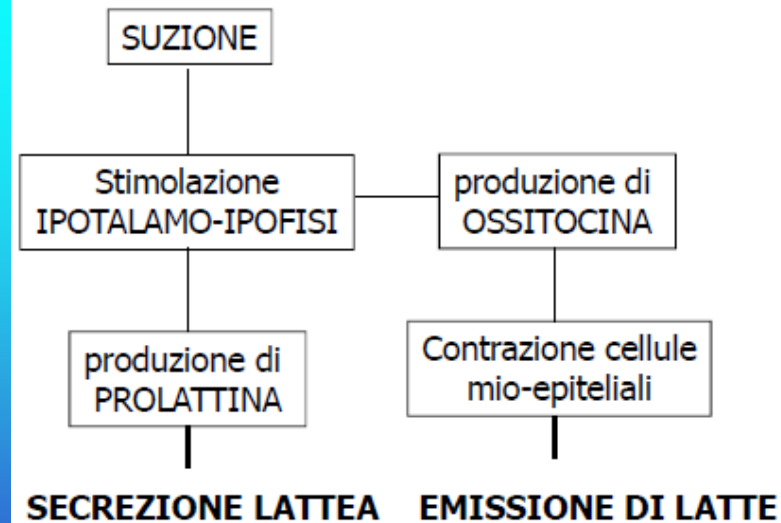 SUZIONE
Stimolazione
IPOTALAMO-IPOFISI
produzione di
OSSITOCINA
produzione di
PROLATTINA
Contrazione cellule
mio-epiteliali
SECREZIONE LATTEA
EMISSIONE DI LATTE